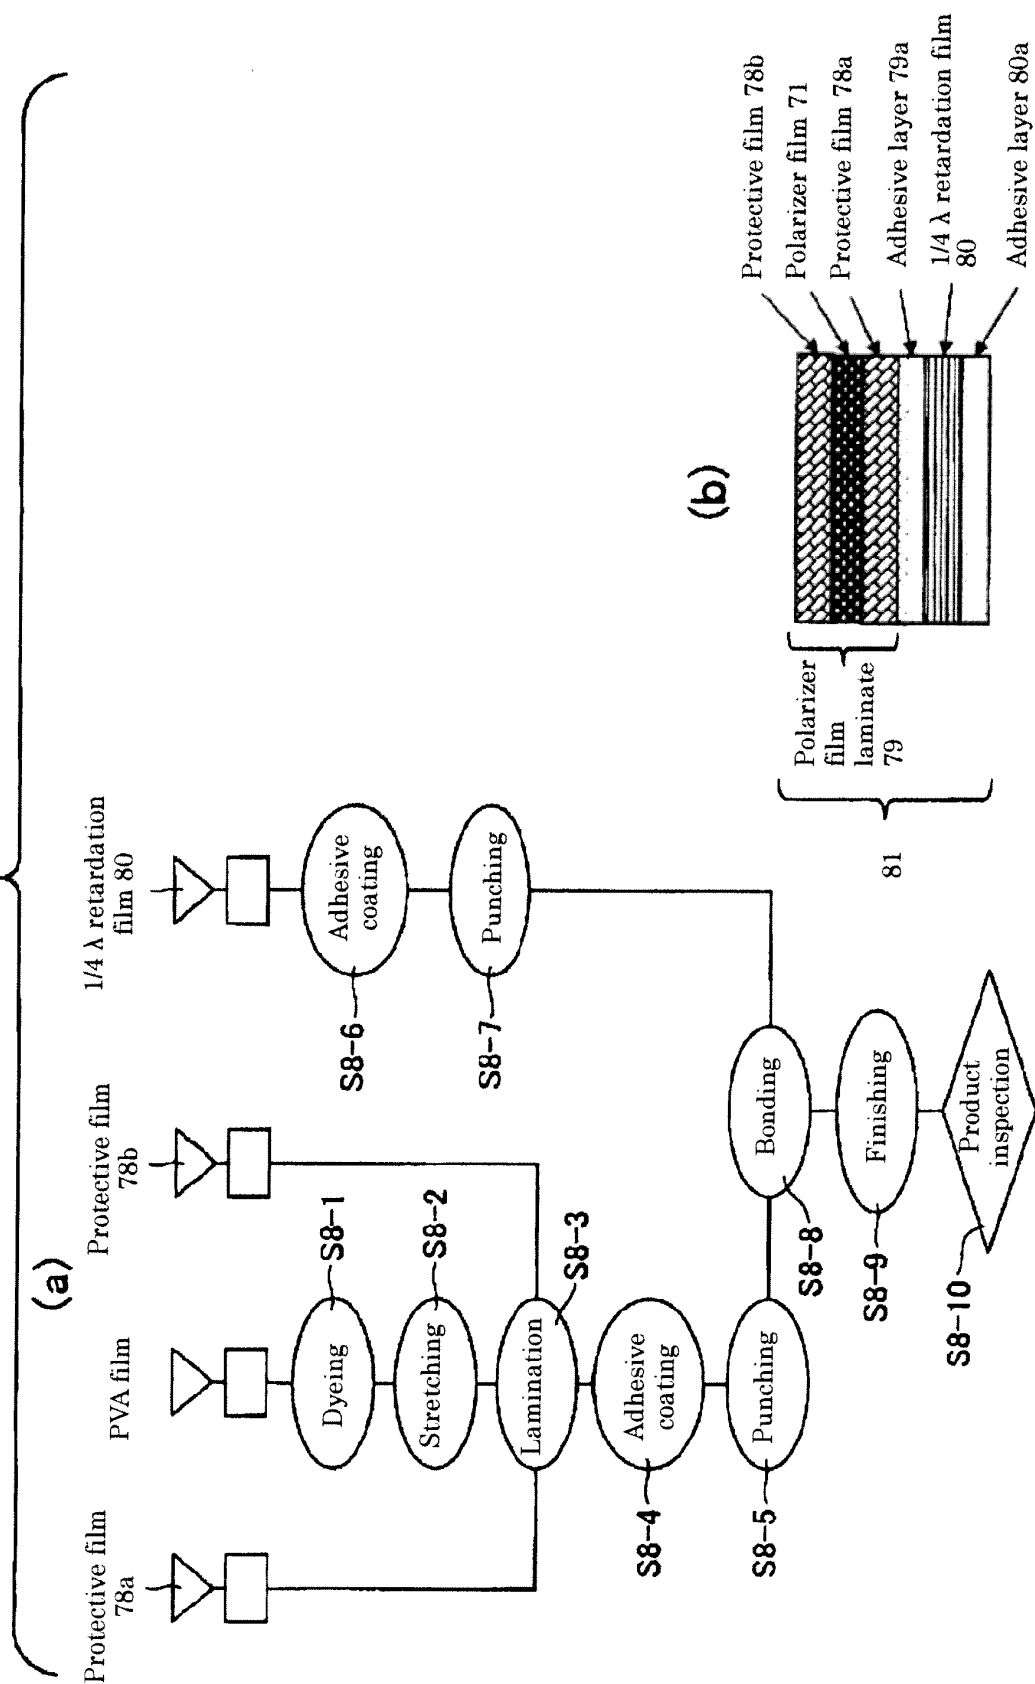 (a)
Protective film
78a
PVA film
Protective film
78b
1/4 λ retardation
film 80
Dyeing
S8-1
Stretching
S8-2
Lamination
S8-3
Adhesive
coating
S8-4
Punching
S8-5
Adhesive
coating
S8-6
Punching
S8-7
Bonding
S8-8
Finishing
S8-9
Product
inspection
S8-10
(b)
Protective film 78b
Polarizer film 71
Protective film 78a
Adhesive layer 79a
1/4 λ retardation film
80
Adhesive layer 80a
Polarizer
film
laminate
79
81